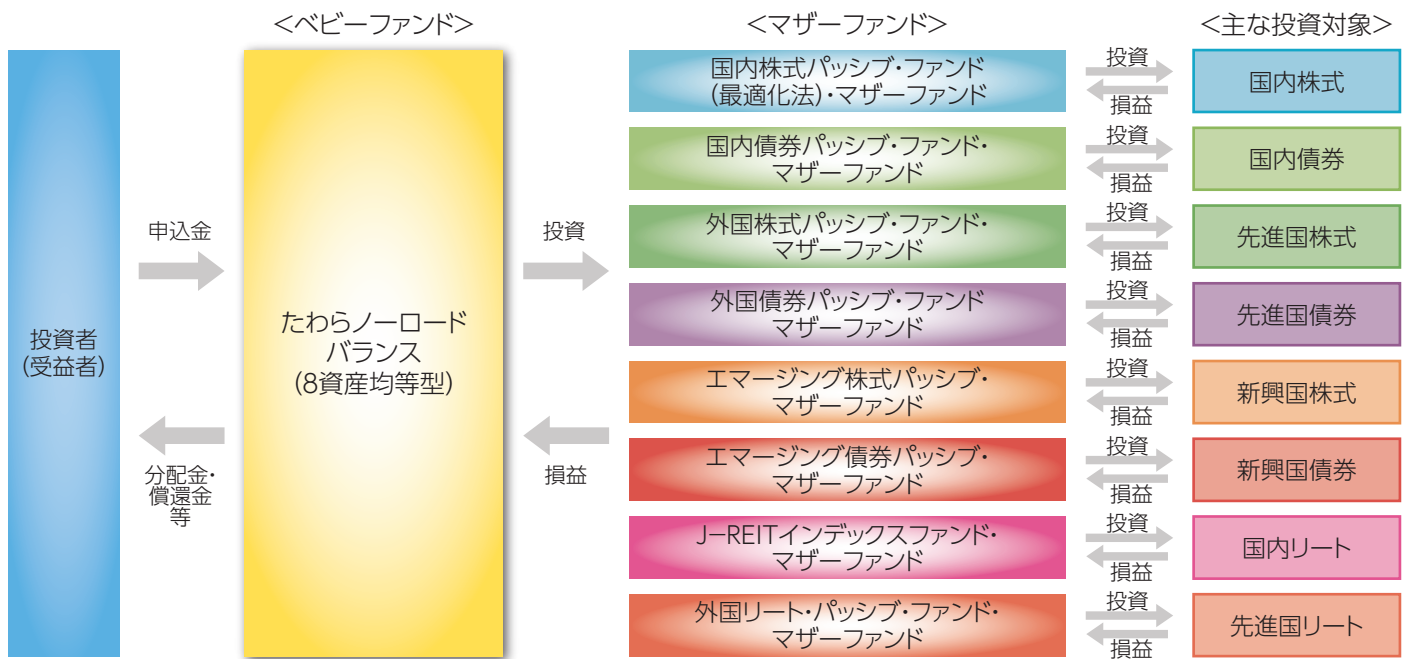 <ベビーファンド>
<マザーファンド>
<主な投資対象>
投資者
(受益者)
申込金
分配金・
償還金
等
たわらノーロード
バランス
(8資産均等型)
投資
損益
国内株式パッシブ・ファンド
(最適化法)・マザーファンド
投資
損益
国内株式
国内債券パッシブ・ファンド・
マザーファンド
投資
損益
国内債券
外国株式パッシブ・ファンド・
マザーファンド
投資
損益
先進国株式
外国債券パッシブ・ファンド
マザーファンド
投資
損益
先進国債券
エマージング株式パッシブ・
マザーファンド
投資
損益
新興国株式
エマージング債券パッシブ・
マザーファンド
投資
損益
新興国債券
J-REITインデックスファンド・
マザーファンド
投資
損益
国内リート
外国リート・パッシブ・ファンド・
マザーファンド
投資
損益
先進国リート